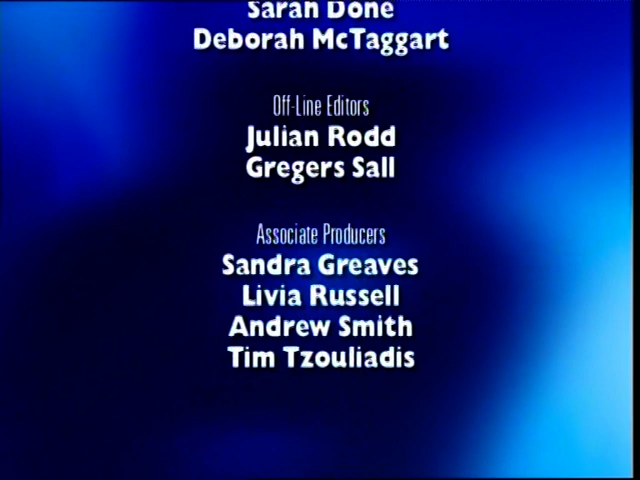 Sarah Done
Deborah McTaggart
Off-Line Editors
Julian Rodd
Gregers Sall
Associate Producers
Sandra Greaves
Livia Russell
Andrew Smith
Tim Tzouliadis